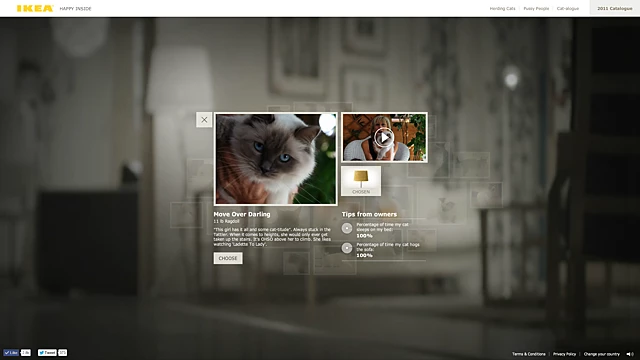 IKEA HAPPY INSIDE Herding Cats Pussy People Cat-alogue 2011 Catalogue
CHOSEN
Move Over Darling
11 lb Ragdoll
"This girl has it all and some cat-titude". Always stuck in the
Tattler. When it comes to heights, she would only ever get
taken up the stairs. It's OHSO above her to climb. She likes
watching 'Ladette To Lady'.
CHOOSE
Tips from owners
Percentage of time my cat
sleeps on my bed:
100%
Percentage of time my cat hogs
the sofa:
100%
Like Tweet Terms & Conditions Privacy Policy Change your country